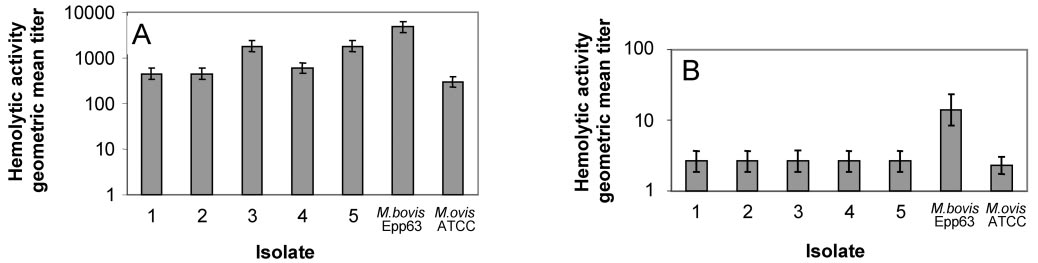 Hemolytic activity
geometric mean titer
10000
1000
100
10
1
A
1 2 3 4 5 M.bovis Epp63 M.ovis ATCC
Isolate
Hemolytic activity
geometric mean titer
100
10
1
B
1 2 3 4 5 M.bovis Epp63 M.ovis ATCC
Isolate